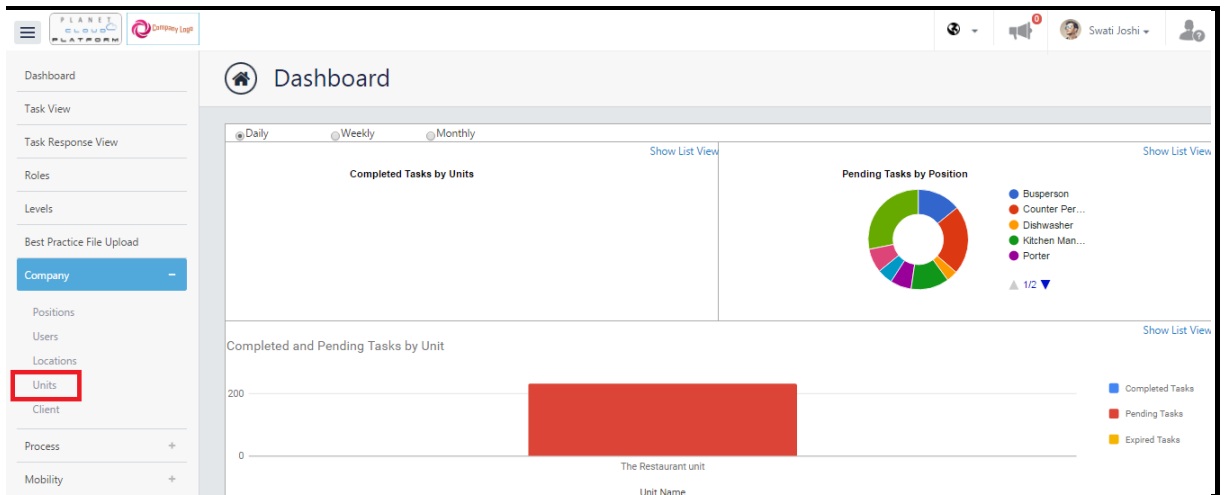 PLANET
CLOUD
PLATFORM
Company Logo
0
Swati Joshi
Dashboard
Task View
Task Response View
Roles
Levels
Best Practice File Upload
Company
Positions
Users
Locations
Units
Client
Process +
Mobility +
Dashboard
Daily Weekly Monthly
Show List View
Completed Tasks by Units
Show List View
Pending Tasks by Position
Busperson
Counter Per...
Dishwasher
Kitchen Man...
Porter
1/2
Show List View
Completed and Pending Tasks by Unit
200
0
The Restaurant unit
Unit Name
Completed Tasks
Pending Tasks
Expired Tasks